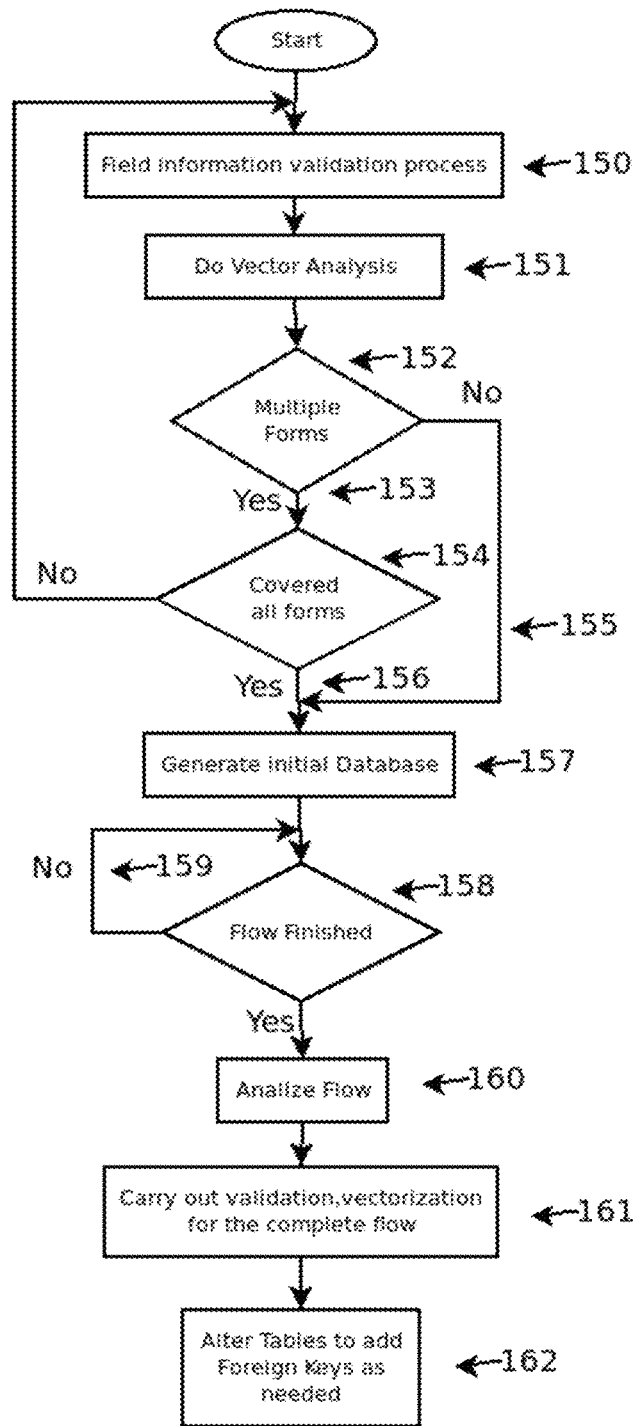 Start
Field information validation process
150
Do Vector Analysis
151
152
Multiple
Forms
No
Yes
153
154
Covered
all forms
No
155
Yes
156
Generate initial Database
157
No
159
158
Flow Finished
Yes
Analize Flow
160
Carry out validation,vectorization
for the complete flow
161
Alter Tables to add
Foreign Keys as
needed
162